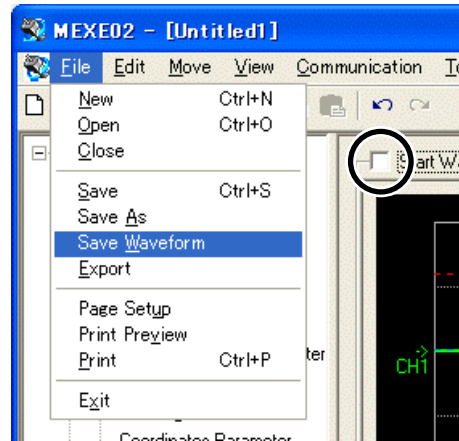 MEXE02 - [Untitled1]
File Edit Move View Communication
New Ctrl+N
Open Ctrl+O
Close
Start
Save Ctrl+S
Save As
Save Waveform
Export
Page Setup
Print Preview
Print Ctrl+P
CH1
Exit
Coordinates Parameter